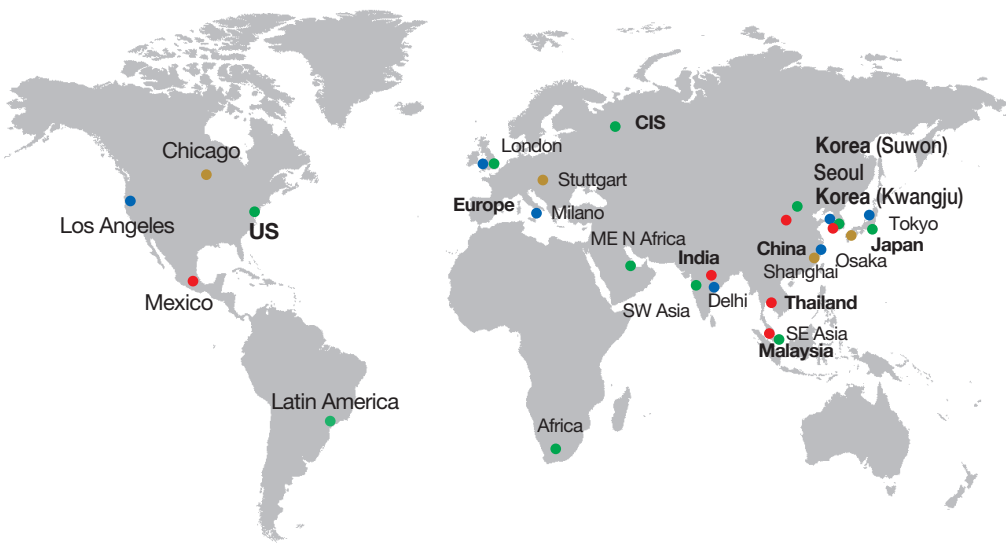 CIS
London
Korea (Suwon)
Chicago
Seoul
Stuttgart
Korea (Kwangju)
Europe
Milano
Los Angeles
US
Tokyo
ME N Africa
China
Japan
India
Osaka
Shanghai
Mexico
SW Asia
Delhi
Thailand
SE Asia
Malaysia
Latin America
Africa